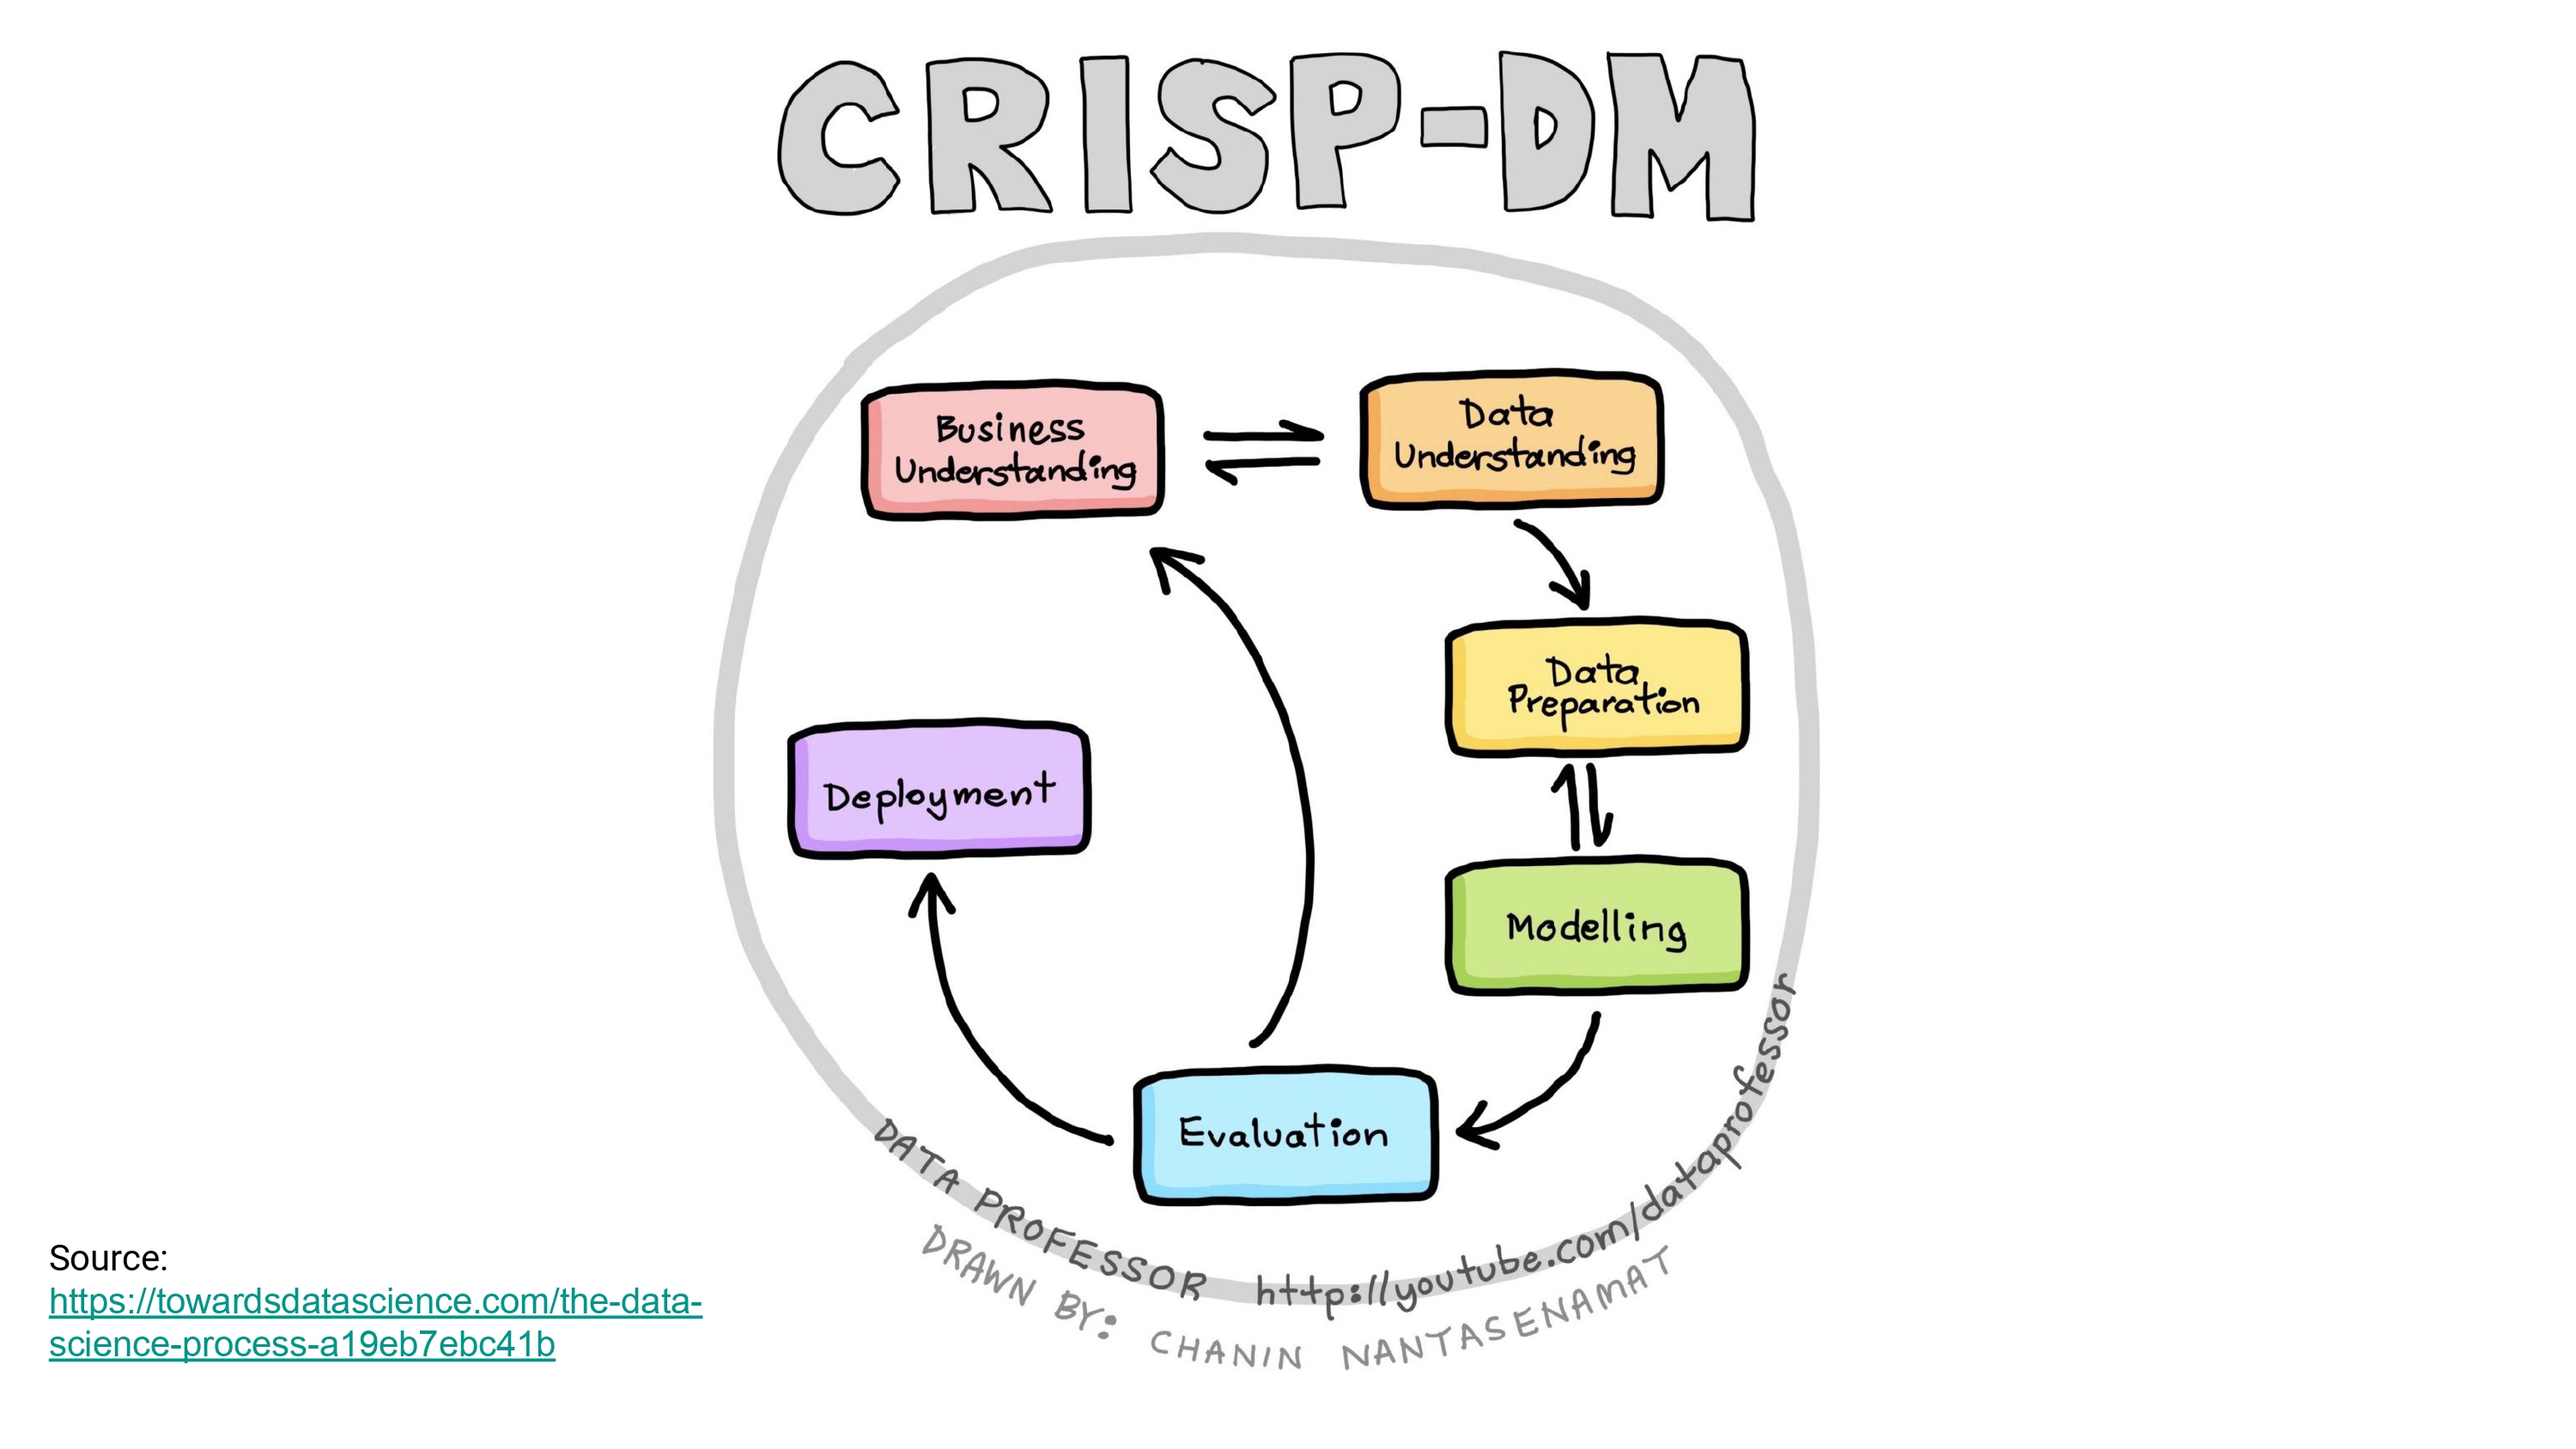 CRISP-DM
Business
Understanding
Data
Understanding
Data
Preparation
Deployment
Modelling
Evaluation
DATA PROFESSOR http://youtube.com/dataprofessor
DRAWN BY: CHANIN NANTASENAMAT
Source:
https://towardsdatascience.com/the-data-
science-process-a19eb7ebc41b